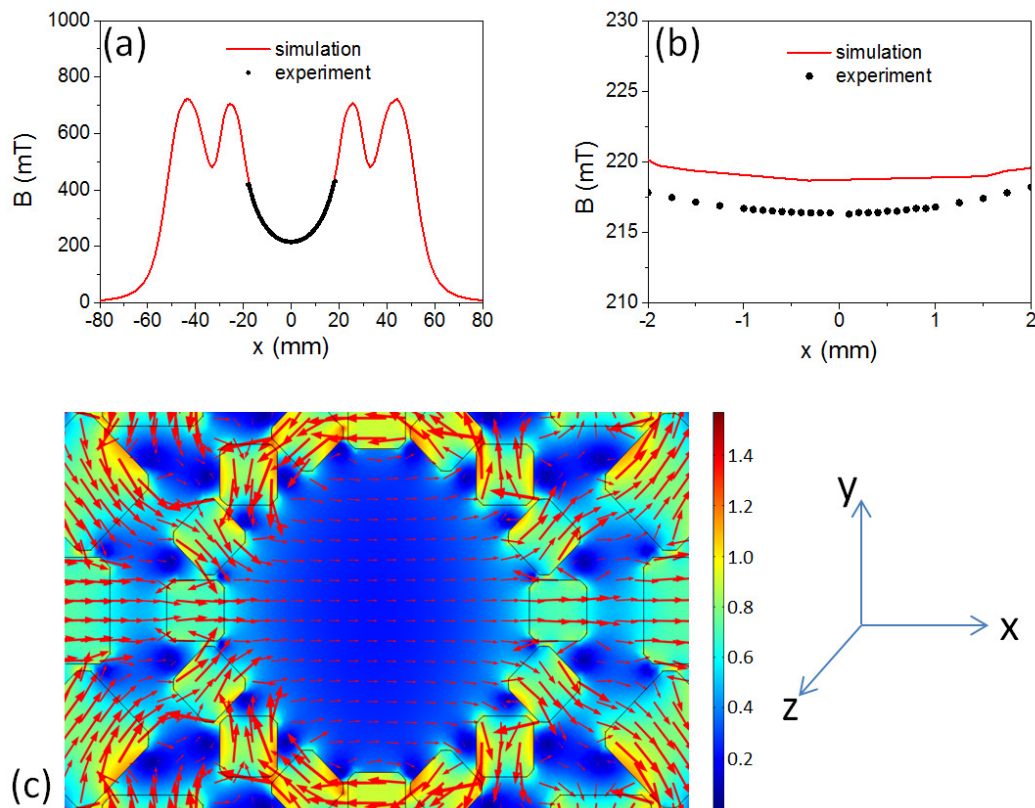 (a)
simulation
experiment
1000
800
600
400
200
0
B (mT)
-80 -60 -40 -20 0 20 40 60 80
x (mm)
(b)
simulation
experiment
230
225
220
215
210
B (mT)
-2 -1 0 1 2
x (mm)
(c)
1.4
1.2
1.0
0.8
0.6
0.4
0.2
y
x
z